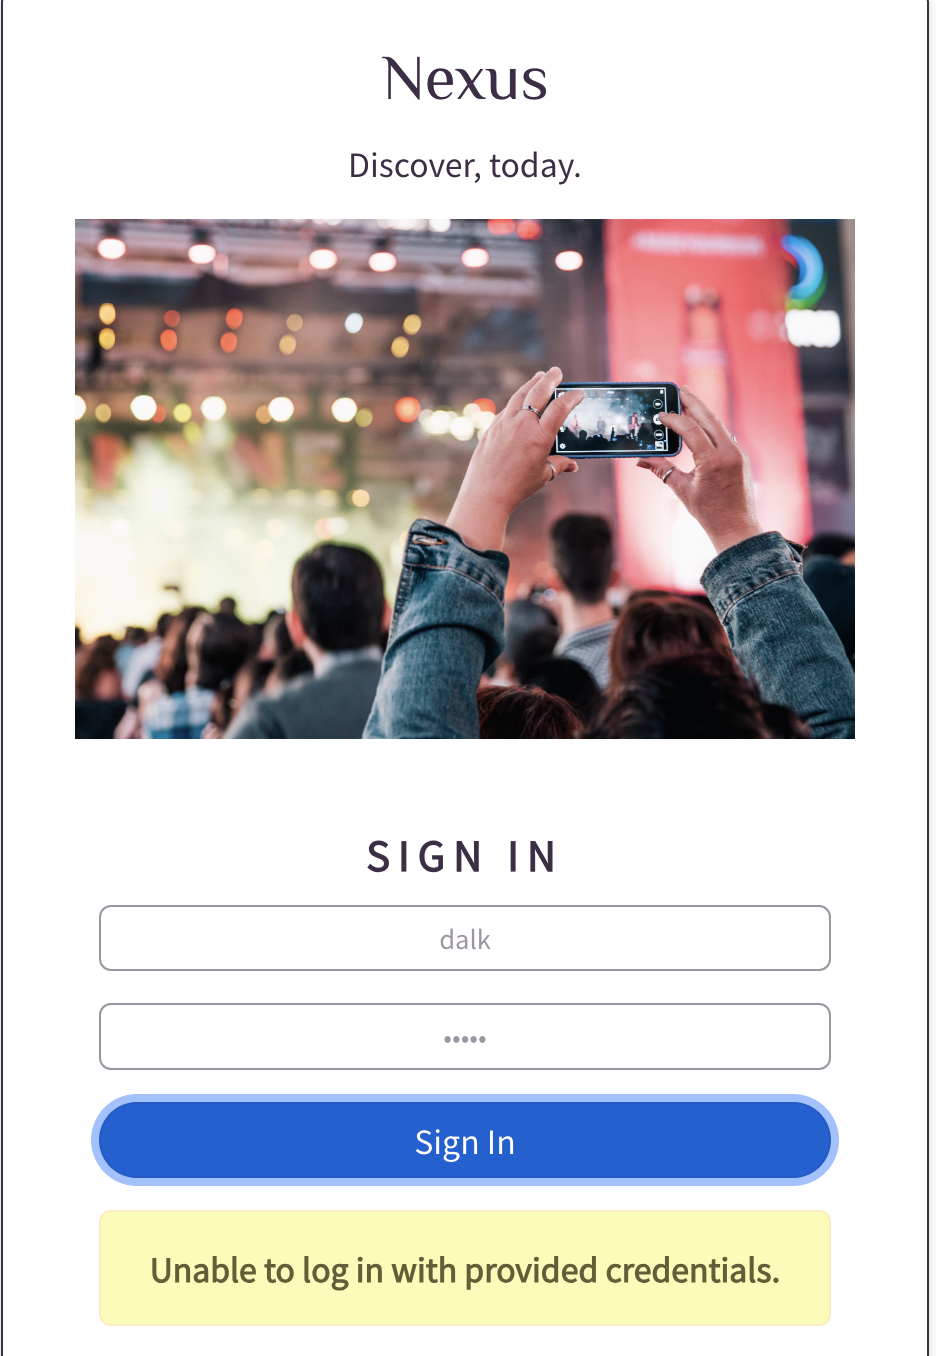 Nexus
Discover, today.
SIGN IN
dalk
•••••
Sign In
Unable to log in with provided credentials.